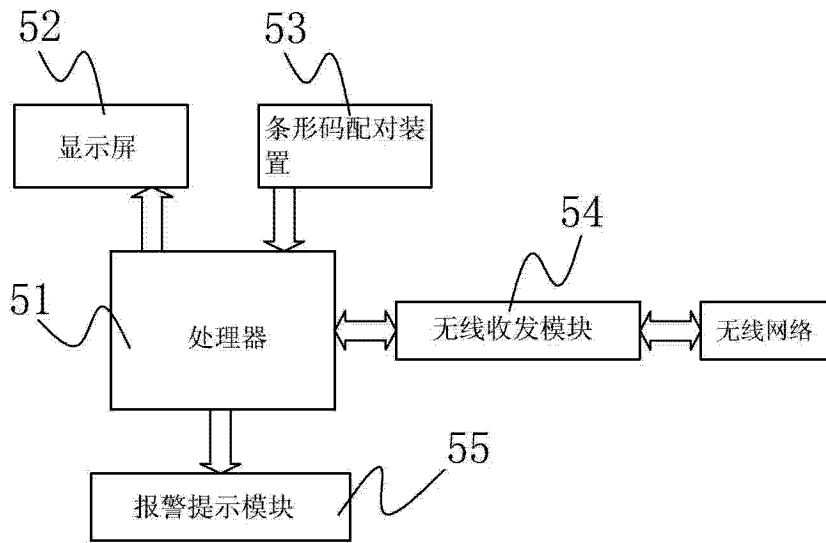 52
53
显示屏
条形码配对装
置
54
51
处理器
无线收发模块
无线网络
55
报警提示模块